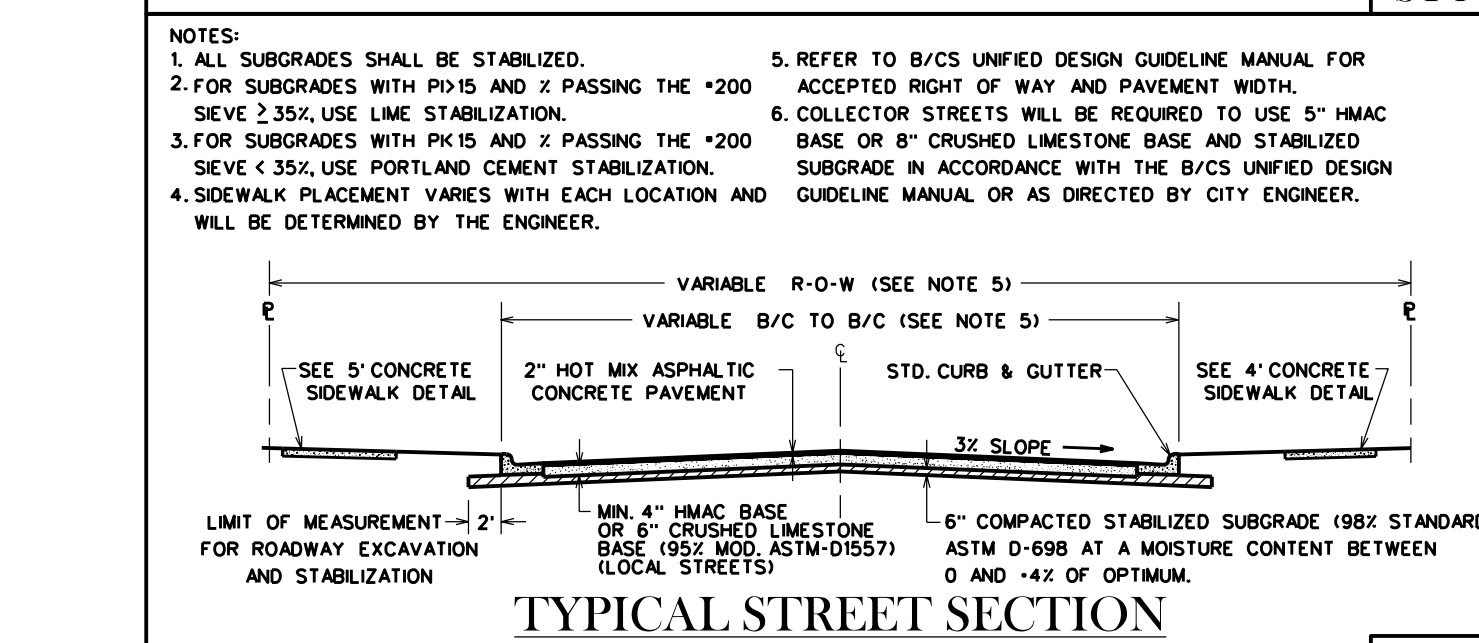 NOTES:
1. ALL SUBGRADES SHALL BE STABILIZED.
2. FOR SUBGRADES WITH PI>15 AND % PASSING THE #200
SIEVE ≥ 35%, USE LIME STABILIZATION.
3. FOR SUBGRADES WITH PI<15 AND % PASSING THE #200
SIEVE < 35%, USE PORTLAND CEMENT STABILIZATION.
4. SIDEWALK PLACEMENT VARIES WITH EACH LOCATION AND
WILL BE DETERMINED BY THE ENGINEER.
5. REFER TO B/CS UNIFIED DESIGN GUIDELINE MANUAL FOR
ACCEPTED RIGHT OF WAY AND PAVEMENT WIDTH.
6. COLLECTOR STREETS WILL BE REQUIRED TO USE 5" HMAC
BASE OR 8" CRUSHED LIMESTONE BASE AND STABILIZED
SUBGRADE IN ACCORDANCE WITH THE B/CS UNIFIED DESIGN
GUIDELINE MANUAL OR AS DIRECTED BY CITY ENGINEER.
VARIABLE R-O-W (SEE NOTE 5)
PL
PL
VARIABLE B/C TO B/C (SEE NOTE 5)
CL
SEE 5' CONCRETE
SIDEWALK DETAIL
2" HOT MIX ASPHALTIC
CONCRETE PAVEMENT
STD. CURB & GUTTER
SEE 4' CONCRETE
SIDEWALK DETAIL
3% SLOPE
LIMIT OF MEASUREMENT
FOR ROADWAY EXCAVATION
AND STABILIZATION
2'
MIN. 4" HMAC BASE
OR 6" CRUSHED LIMESTONE
BASE (95% MOD. ASTM-D1557)
(LOCAL STREETS)
6" COMPACTED STABILIZED SUBGRADE (98% STANDARD
ASTM D-698 AT A MOISTURE CONTENT BETWEEN
0 AND +4% OF OPTIMUM.
TYPICAL STREET SECTION